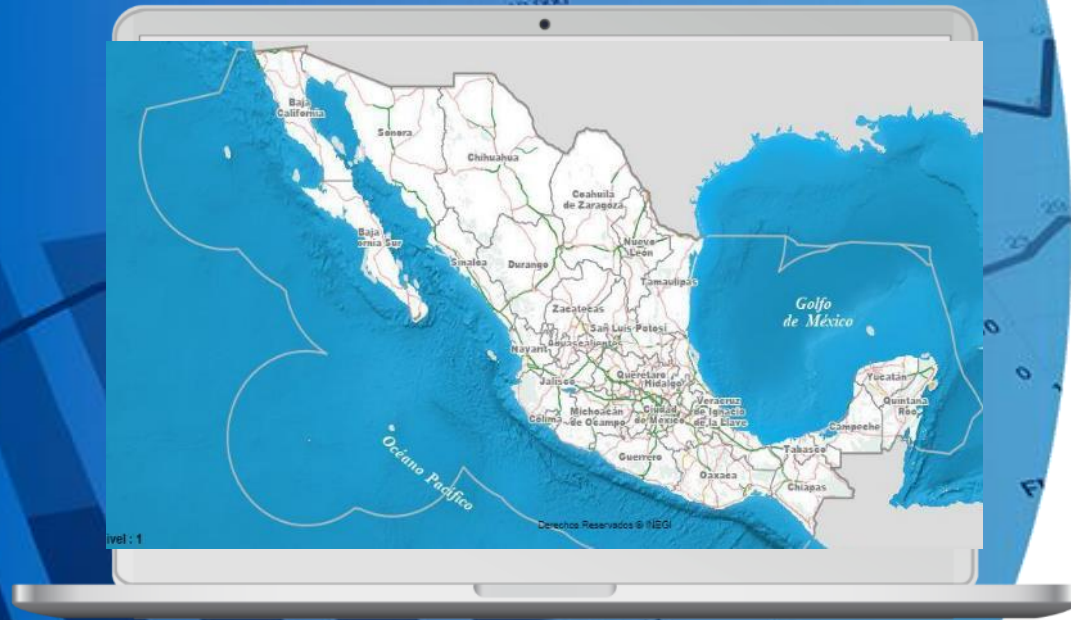 Baja
California
Sonora
Chihuahua
Coahuila
de Zaragoza
Baja
ornia Sur
Sinaloa
Durango
Nuevo
León
Tamaulipas
Golfo
de México
Zacatecas
San Luis Potosí
Aguascalientes
Nayarit
Jalisco
Querétaro
Hidalgo
Yucatán
Quintana
Roo
Colima
Michoacán
de Ocampo
Ciudad
de México
Veracruz
de Ignacio
de la Llave
Campeche
Tabasco
Océano Pacífico
Guerrero
Oaxaca
Chiapas
Derechos Reservados © INEGI
ivel : 1